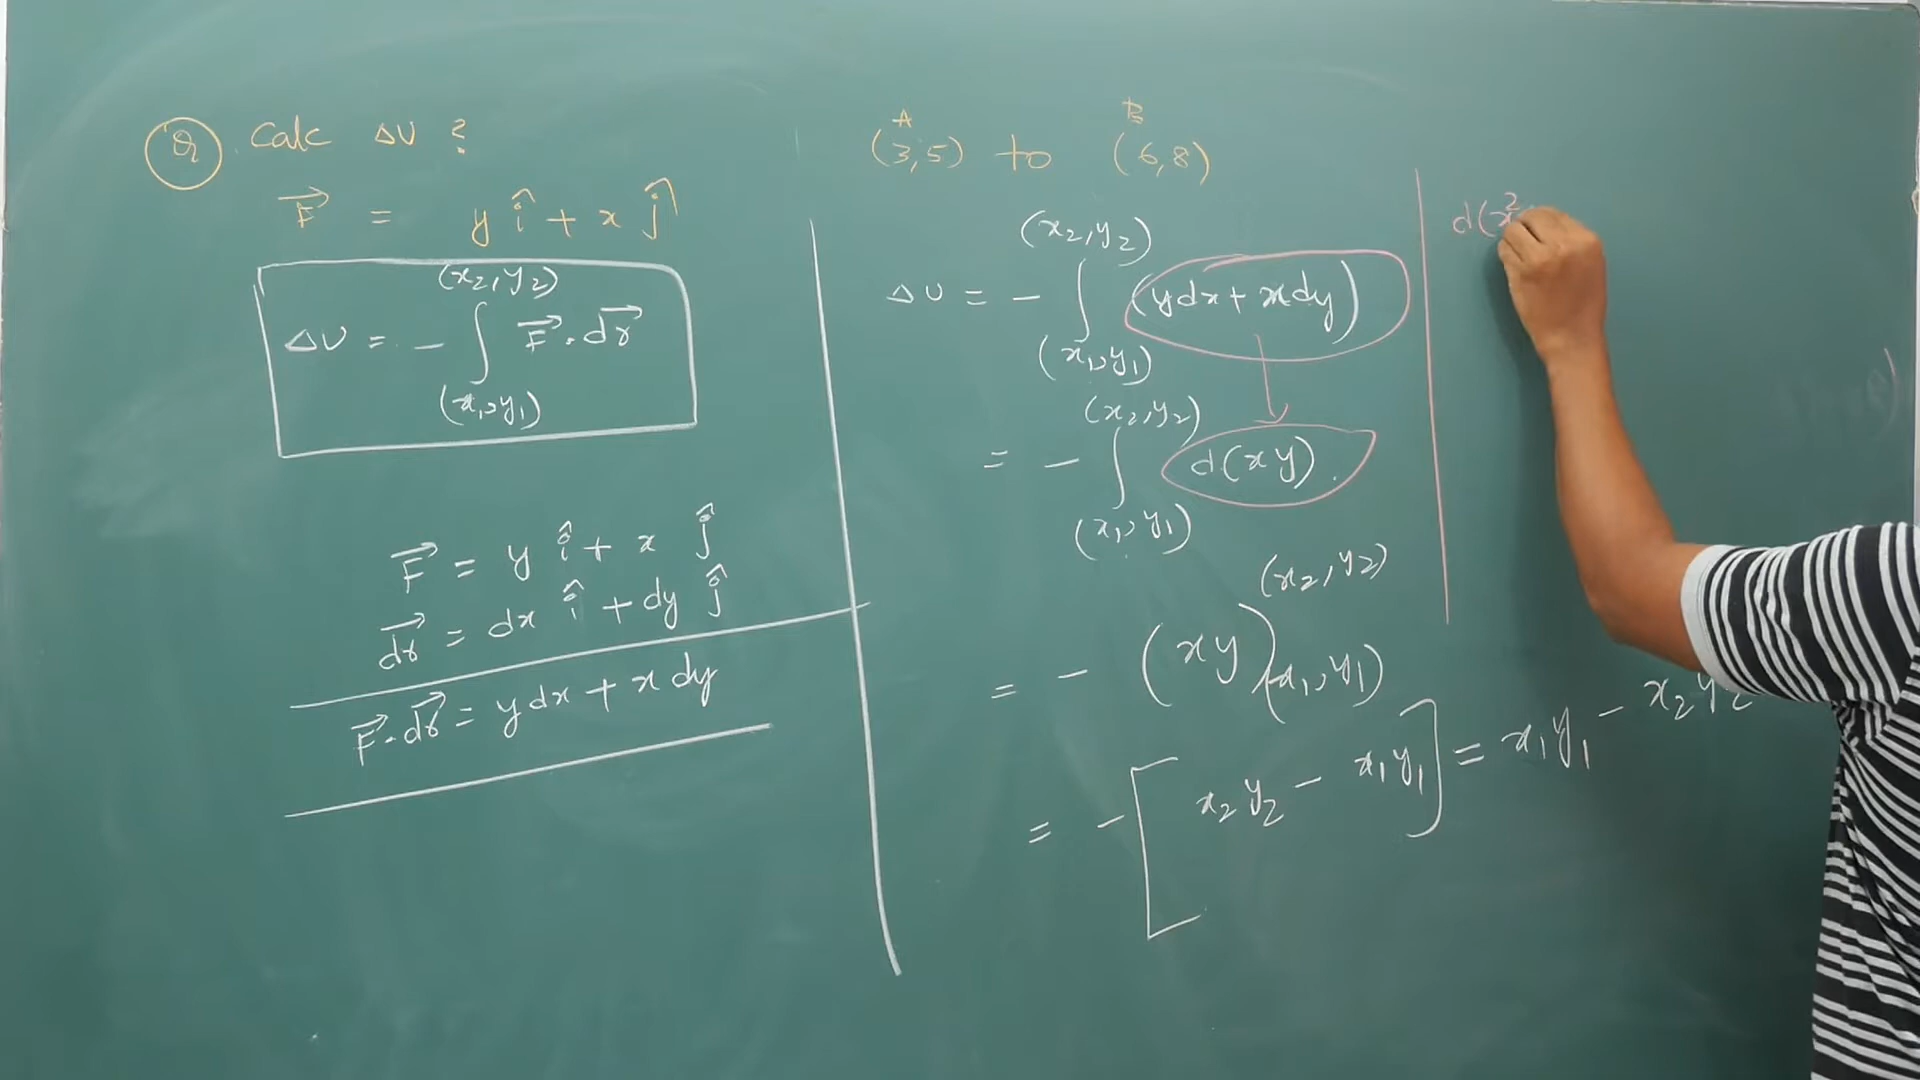 Q. Calc ΔU ?
F⃗ = y î + x ĵ
(x₂, y₂)
ΔU = - ∫ F⃗ . dr⃗
(x₁, y₁)
F⃗ = y î + x ĵ
dr⃗ = dx î + dy ĵ
F⃗ . dr⃗ = y dx + x dy
A B
(3,5) to (6,8)
(x₂, y₂)
ΔU = - ∫ (y dx + x dy)
(x₁, y₁)
(x₂, y₂)
= - ∫ d(xy).
(x₁, y₁)
(x₂, y₂)
= - (xy)
(x₁, y₁)
= - [x₂y₂ - x₁y₁] = x₁y₁ - x₂y₂
d(x²